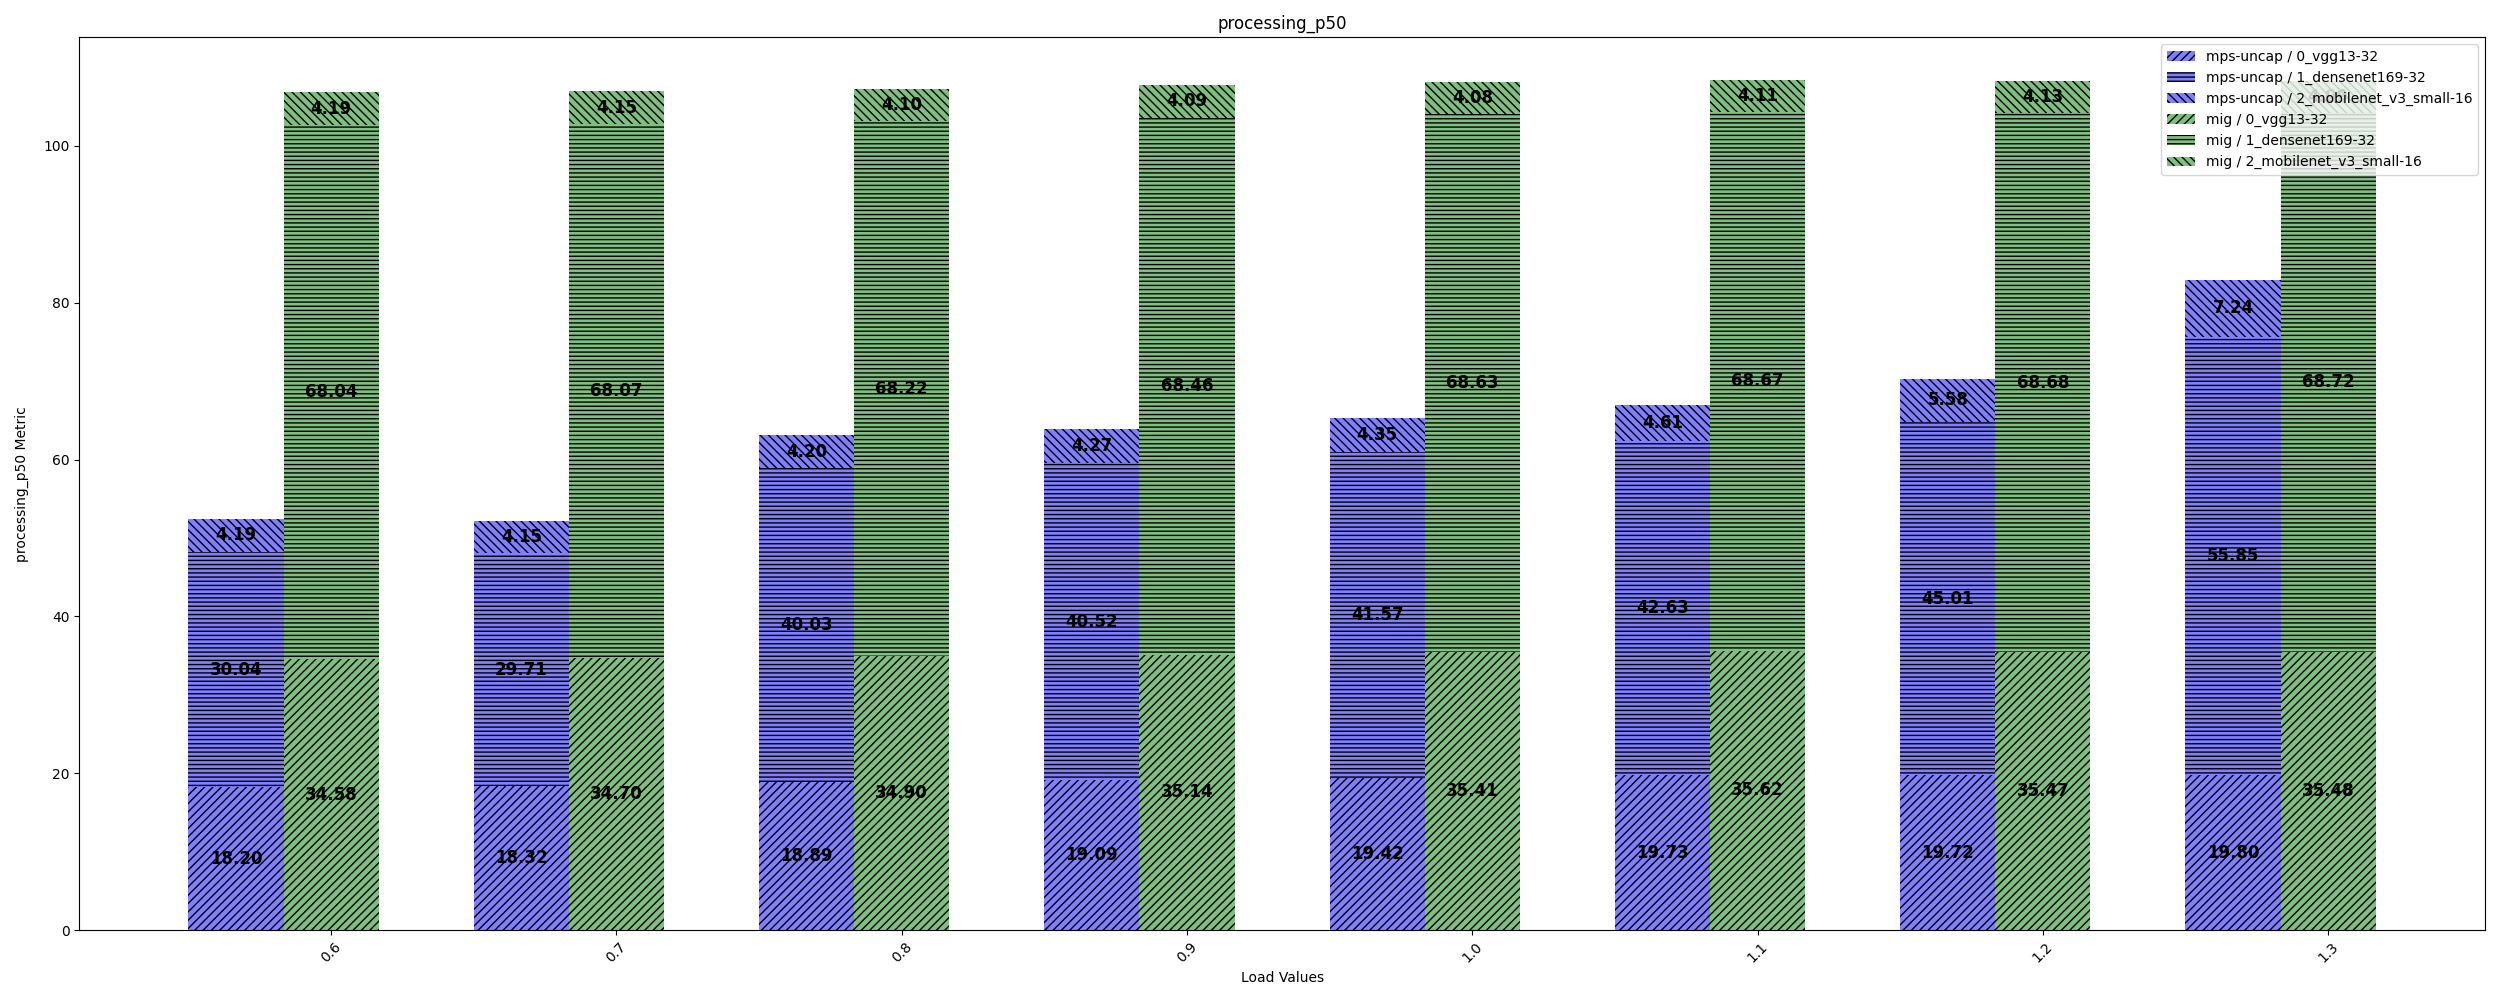 processing_p50
mps-uncap / 0_vgg13-32
mps-uncap / 1_densenet169-32
mps-uncap / 2_mobilenet_v3_small-16
mig / 0_vgg13-32
mig / 1_densenet169-32
mig / 2_mobilenet_v3_small-16
processing_p50 Metric
100
80
60
40
20
0
4.19 4.15 4.10 4.09 4.08 4.11 4.13
68.04 68.07 68.22 68.46 68.63 68.67 68.68 68.72
34.58 34.70 34.90 35.14 35.41 35.62 35.47 35.48
4.19 4.15 4.20 4.27 4.35 4.61 5.58 7.24
30.04 29.71 40.03 40.52 41.57 42.63 45.01 55.85
18.20 18.32 18.89 19.09 19.42 19.73 19.72 19.80
0.6 0.7 0.8 0.9 1.0 1.1 1.2 1.3
Load Values